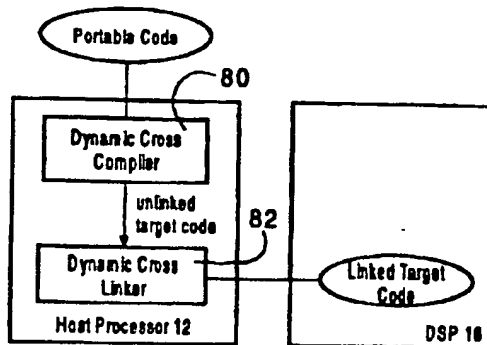 Portable Code
80
Dynamic Cross
Compiler
unlinked
target code
82
Dynamic Cross
Linker
Linked Target
Code
Host Processor 12
DSP 16